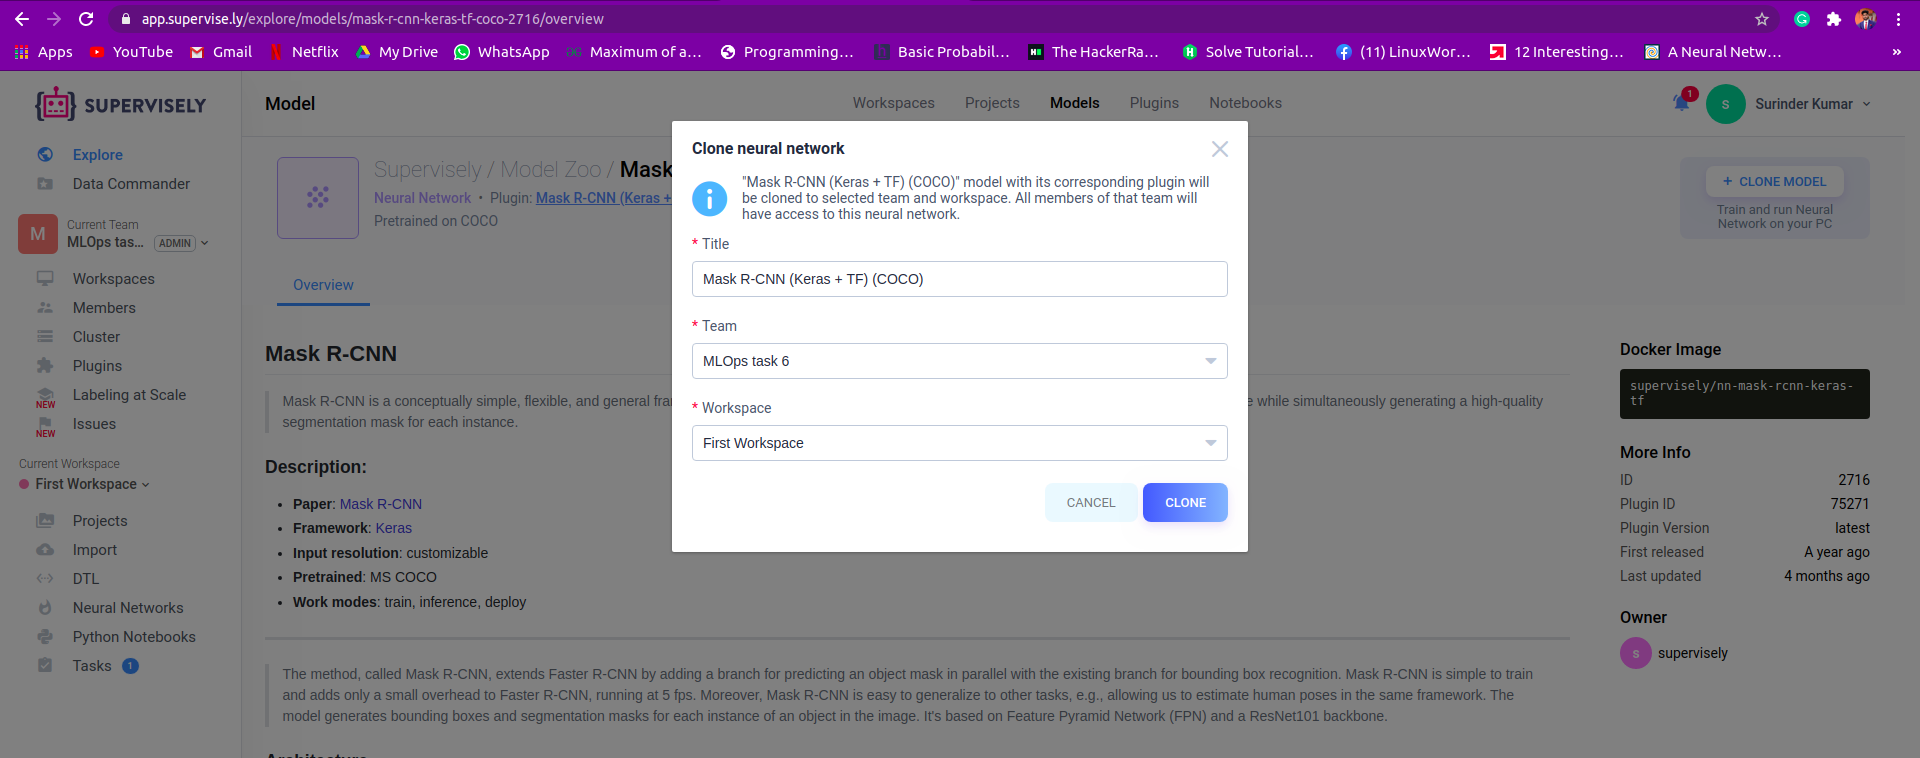 app.supervise.ly/explore/models/mask-r-cnn-keras-tf-coco-2716/overview
Apps YouTube Gmail Netflix My Drive WhatsApp Maximum of a... Programming... Basic Probabil... The HackerRa... Solve Tutorial... (11) LinuxWor... 12 Interesting... A Neural Netw... »
SUPERVISELY
Model
Workspaces Projects Models Plugins Notebooks
1
S
Surinder Kumar
Explore
Data Commander
Current Team
M
MLOps tas... ADMIN
Workspaces
Members
Cluster
Plugins
Labeling at Scale
NEW
Issues
NEW
Current Workspace
First Workspace
Projects
Import
DTL
Neural Networks
Python Notebooks
Tasks 1
Supervisely / Model Zoo / Mask
Neural Network • Plugin: Mask R-CNN (Keras +
Pretrained on COCO
+ CLONE MODEL
Train and run Neural
Network on your PC
Overview
Clone neural network
"Mask R-CNN (Keras + TF) (COCO)" model with its corresponding plugin will
be cloned to selected team and workspace. All members of that team will
have access to this neural network.
* Title
Mask R-CNN (Keras + TF) (COCO)
* Team
MLOps task 6
* Workspace
First Workspace
CANCEL CLONE
Mask R-CNN
Mask R-CNN is a conceptually simple, flexible, and general fra e while simultaneously generating a high-quality
segmentation mask for each instance.
Description:
• Paper: Mask R-CNN
• Framework: Keras
• Input resolution: customizable
• Pretrained: MS COCO
• Work modes: train, inference, deploy
The method, called Mask R-CNN, extends Faster R-CNN by adding a branch for predicting an object mask in parallel with the existing branch for bounding box recognition. Mask R-CNN is simple to train
and adds only a small overhead to Faster R-CNN, running at 5 fps. Moreover, Mask R-CNN is easy to generalize to other tasks, e.g., allowing us to estimate human poses in the same framework. The
model generates bounding boxes and segmentation masks for each instance of an object in the image. It's based on Feature Pyramid Network (FPN) and a ResNet101 backbone.
Docker Image
supervisely/nn-mask-rcnn-keras-
tf
More Info
ID 2716
Plugin ID 75271
Plugin Version latest
First released A year ago
Last updated 4 months ago
Owner
s supervisely